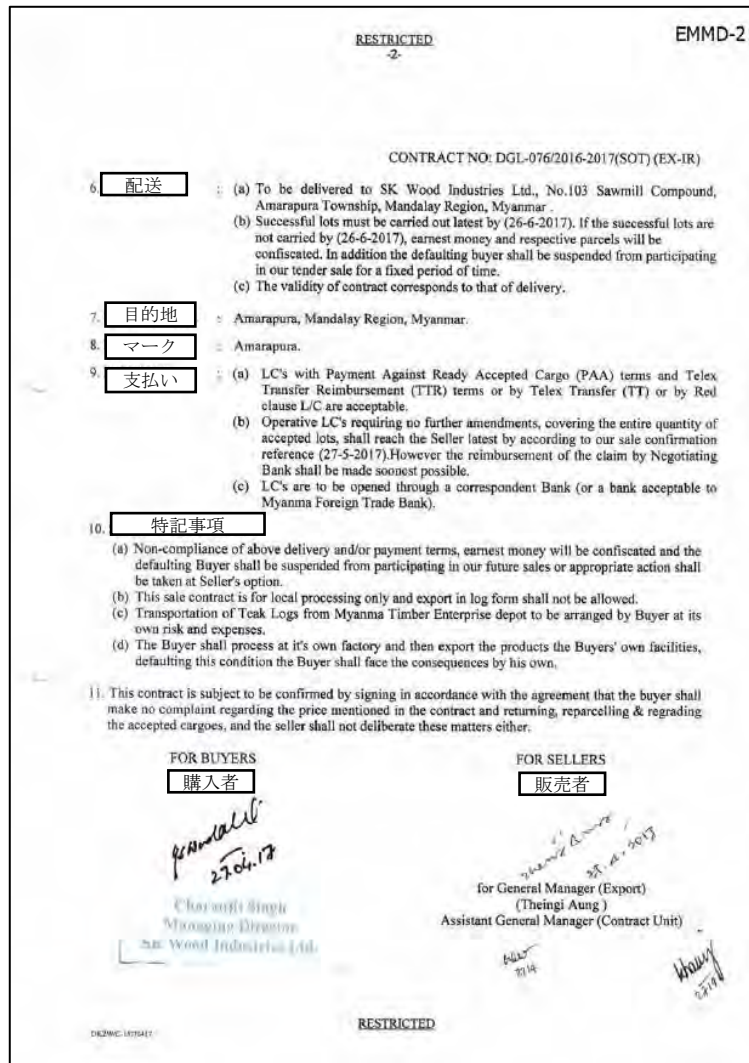 RESTRICTED
EMMD-2
-2-
CONTRACT NO: DGL-076/2016-2017(SOT) (EX-IR)
6. 配送 : (a) To be delivered to SK Wood Industries Ltd., No.103 Sawmill Compound,
Amarapura Township, Mandalay Region, Myanmar .
(b) Successful lots must be carried out latest by (26-6-2017). If the successful lots are
not carried by (26-6-2017), earnest money and respective parcels will be
confiscated. In addition the defaulting buyer shall be suspended from participating
in our tender sale for a fixed period of time.
(c) The validity of contract corresponds to that of delivery.
7. 目的地 : Amarapura, Mandalay Region, Myanmar.
8. マーク : Amarapura.
9. 支払い : (a) LC's with Payment Against Ready Accepted Cargo (PAA) terms and Telex
Transfer Reimbursement (TTR) terms or by Telex Transfer (TT) or by Red
clause L/C are acceptable.
(b) Operative LC's requiring no further amendments, covering the entire quantity of
accepted lots, shall reach the Seller latest by according to our sale confirmation
reference (27-5-2017).However the reimbursement of the claim by Negotiating
Bank shall be made soonest possible.
(c) LC's are to be opened through a correspondent Bank (or a bank acceptable to
Myanma Foreign Trade Bank).
10. 特記事項
(a) Non-compliance of above delivery and/or payment terms, earnest money will be confiscated and the
defaulting Buyer shall be suspended from participating in our future sales or appropriate action shall
be taken at Seller's option.
(b) This sale contract is for local processing only and export in log form shall not be allowed.
(c) Transportation of Teak Logs from Myanma Timber Enterprise depot to be arranged by Buyer at its
own risk and expenses.
(d) The Buyer shall process at it's own factory and then export the products the Buyers' own facilities,
defaulting this condition the Buyer shall face the consequences by his own.
11. This contract is subject to be confirmed by signing in accordance with the agreement that the buyer shall
make no complaint regarding the price mentioned in the contract and returning, reparcelling & regrading
the accepted cargoes, and the seller shall not deliberate these matters either.
FOR BUYERS
購入者
27.04.17
Charanjit Singh
Managing Director
SK Wood Industries Ltd.
FOR SELLERS
販売者
for General Manager (Export)
(Theingi Aung )
Assistant General Manager (Contract Unit)
RESTRICTED